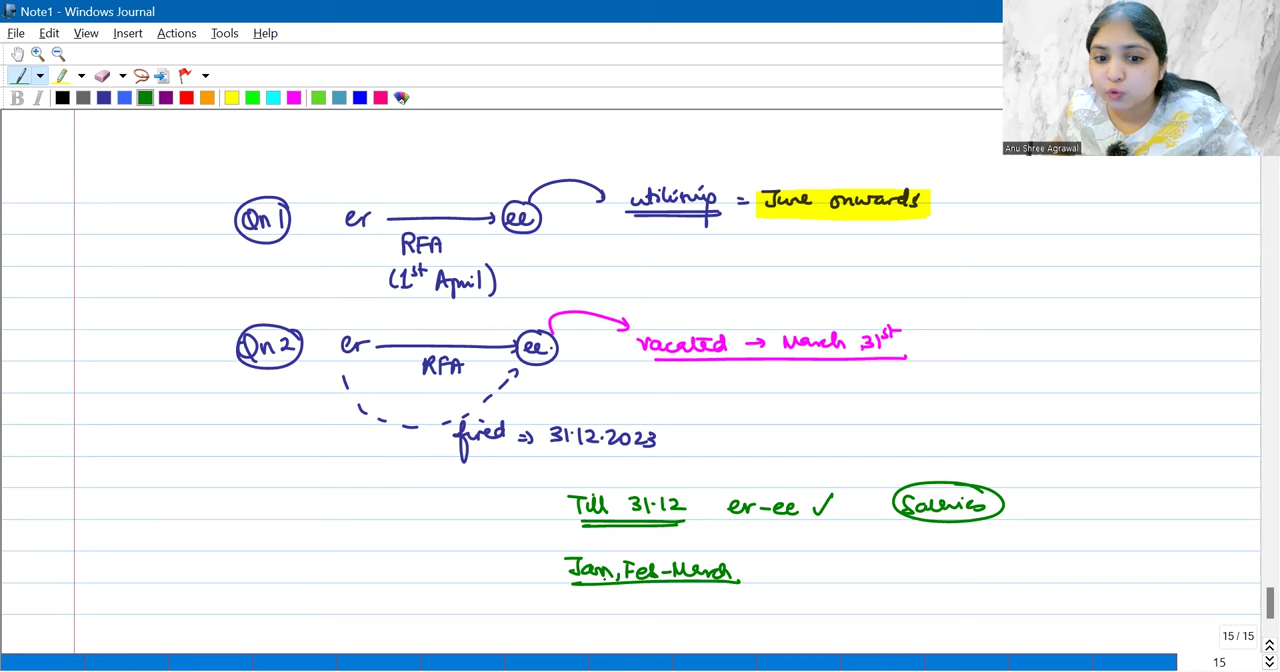 Note1 - Windows Journal
File Edit View Insert Actions Tools Help
B I
Anu Shree Agrawal
Qn 1 er ee utilising = June onwards
RFA
(1st April)
Qn 2 er ee. vacated → March 31st
RFA
fired ⇒ 31.12.2023
Till 31.12 er-ee ✓ Salaries
Jan, Feb-March
15 / 15
15